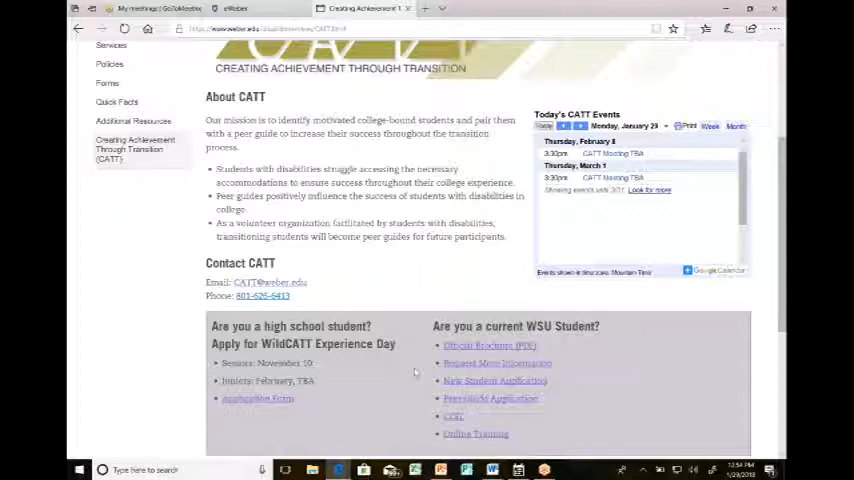 My meetings | GoToMeeting
eWeber
Creating Achievement T
Services
Policies
Forms
Quick Facts
Additional Resources
Creating Achievement
Through Transition
(CATT)
CREATING ACHIEVEMENT THROUGH TRANSITION
About CATT
Our mission is to identify motivated college-bound students and pair them
with a peer guide to increase their success throughout the transition
process.
Students with disabilities struggle accessing the necessary
accommodations to ensure success throughout their college experience.
Peer guides positively influence the success of students with disabilities in
college.
As a volunteer organization facilitated by students with disabilities,
transitioning students will become peer guides for future participants.
Contact CATT
Email: CATT@weber.edu
Phone: 801-626-6413
Today's CATT Events
Today Monday, January 29 Print Week Month
Thursday, February 8
3:30pm CATT Meeting TBA
Thursday, March 1
3:30pm CATT Meeting TBA
Showing events until 3/31. Look for more
Events shown in time zone: Mountain Time
Google Calendar
Are you a high school student?
Apply for WildCATT Experience Day
Seniors: November 10
Juniors: February, TBA
Application Form
Are you a current WSU Student?
Official Brochure (PDF)
Request More Information
New Student Application
Peer Guide Application
Online Training
Type here to search
12:54 PM
1/29/2018